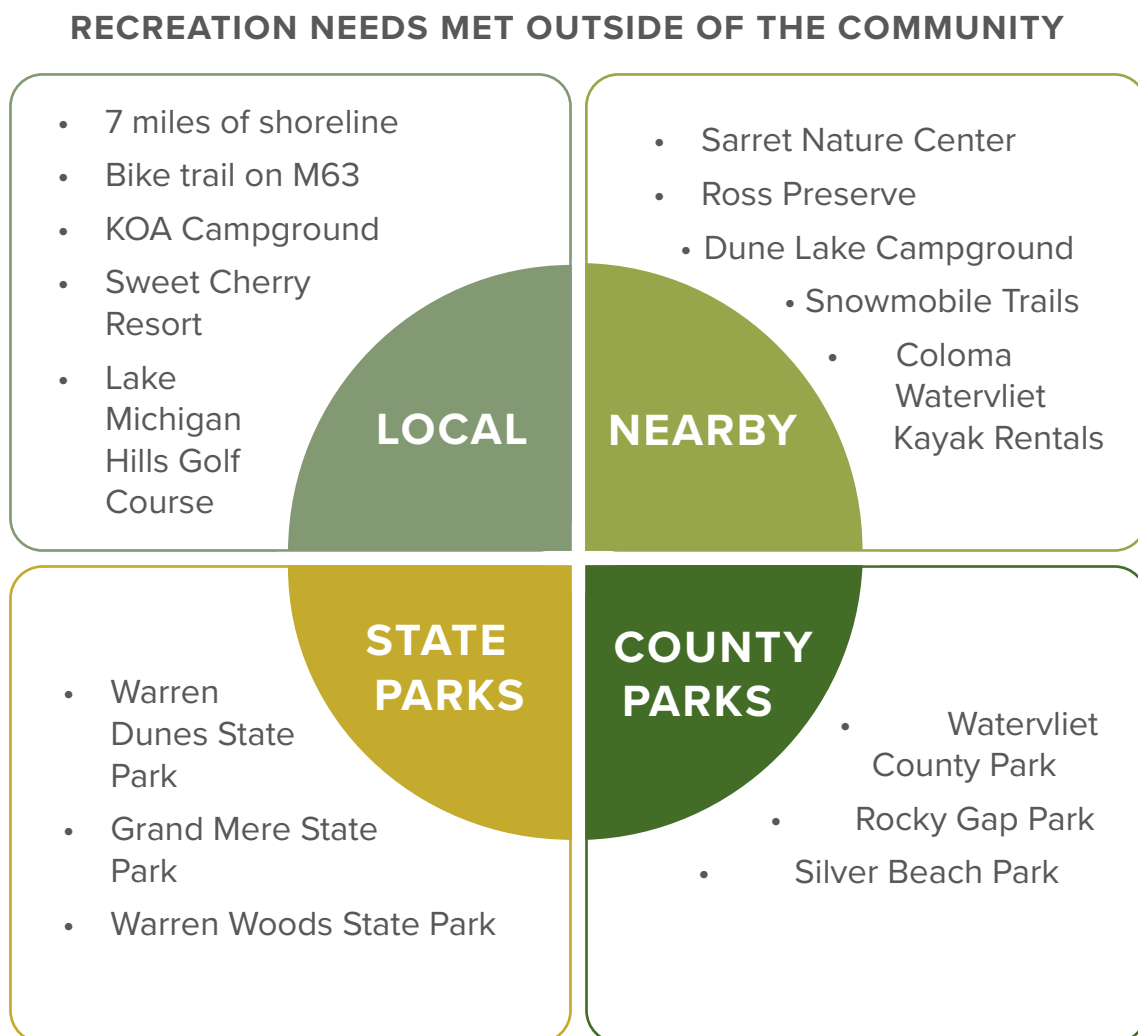 RECREATION NEEDS MET OUTSIDE OF THE COMMUNITY
• 7 miles of shoreline
• Bike trail on M63
• KOA Campground
• Sweet Cherry
Resort
• Lake
Michigan
Hills Golf
Course
LOCAL
• Sarret Nature Center
• Ross Preserve
• Dune Lake Campground
• Snowmobile Trails
• Coloma
Watervliet
Kayak Rentals
NEARBY
STATE
PARKS
• Warren
Dunes State
Park
• Grand Mere State
Park
• Warren Woods State Park
COUNTY
PARKS
• Watervliet
County Park
• Rocky Gap Park
• Silver Beach Park